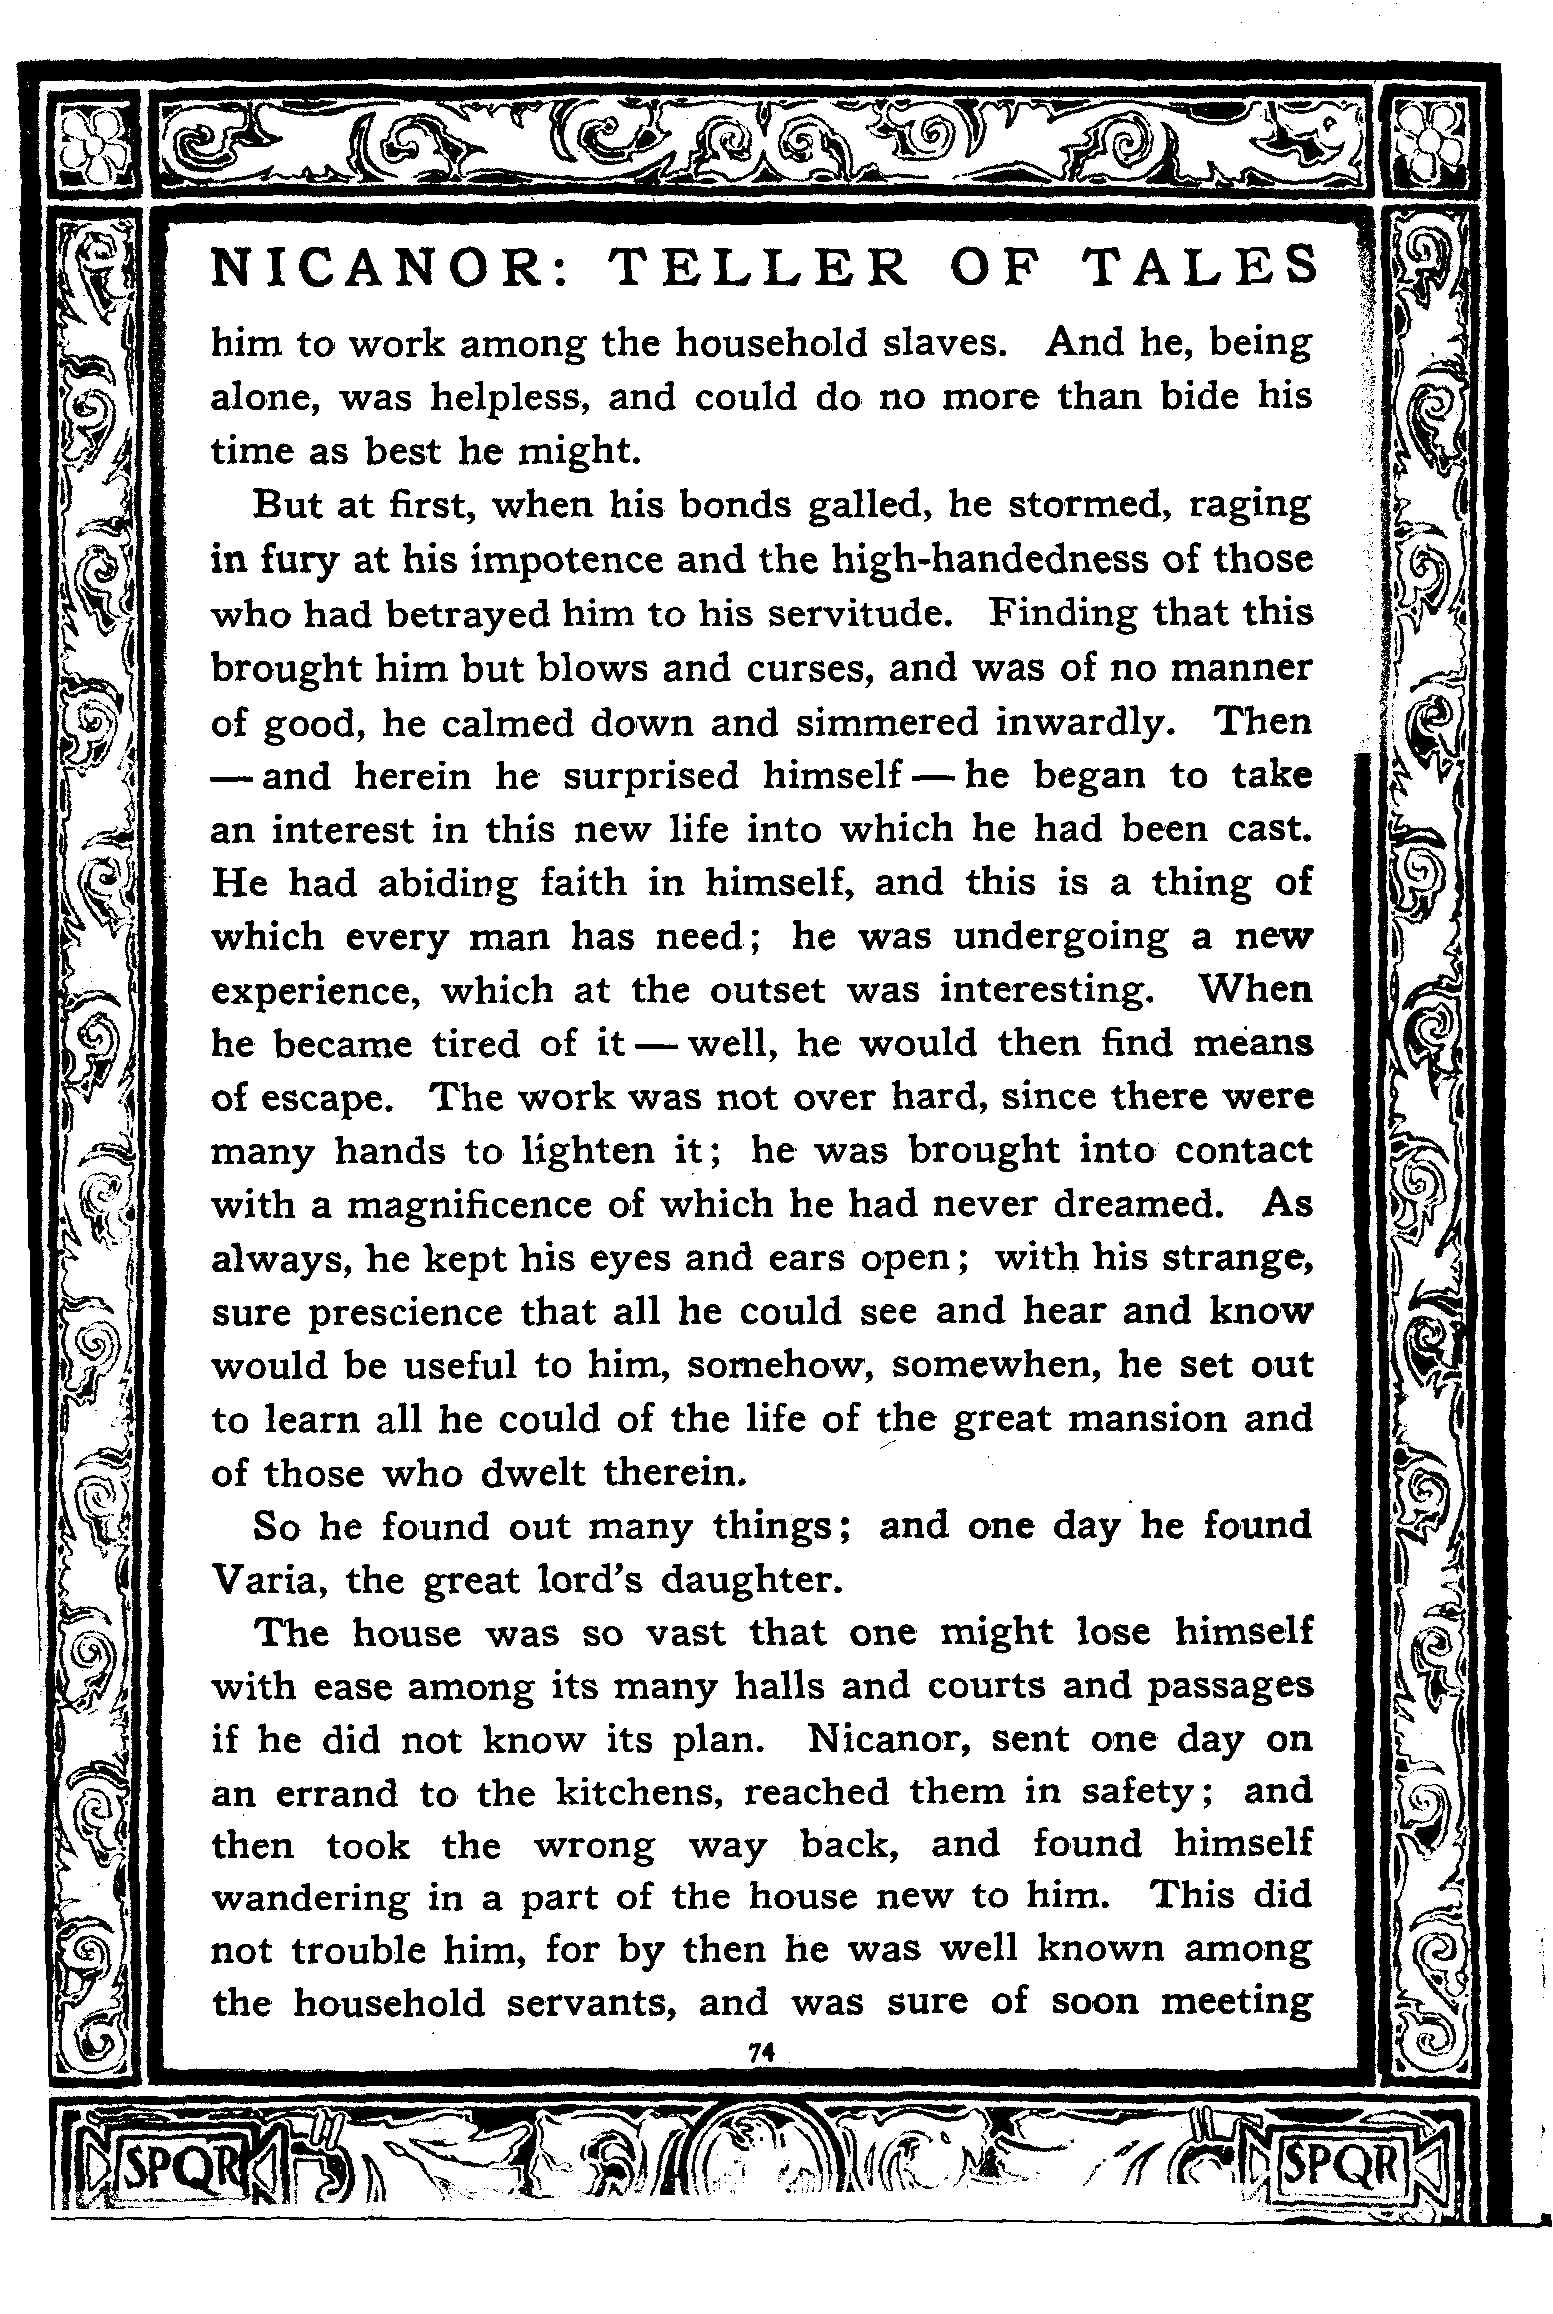 NICANOR: TELLER OF TALES
him to work among the household slaves. And he, being
alone, was helpless, and could do no more than bide his
time as best he might.
But at first, when his bonds galled, he stormed, raging
in fury at his impotence and the high-handedness of those
who had betrayed him to his servitude. Finding that this
brought him but blows and curses, and was of no manner
of good, he calmed down and simmered inwardly. Then
— and herein he surprised himself — he began to take
an interest in this new life into which he had been cast.
He had abiding faith in himself, and this is a thing of
which every man has need; he was undergoing a new
experience, which at the outset was interesting. When
he became tired of it — well, he would then find means
of escape. The work was not over hard, since there were
many hands to lighten it; he was brought into contact
with a magnificence of which he had never dreamed. As
always, he kept his eyes and ears open; with his strange,
sure prescience that all he could see and hear and know
would be useful to him, somehow, somewhen, he set out
to learn all he could of the life of the great mansion and
of those who dwelt therein.
So he found out many things; and one day he found
Varia, the great lord's daughter.
The house was so vast that one might lose himself
with ease among its many halls and courts and passages
if he did not know its plan. Nicanor, sent one day on
an errand to the kitchens, reached them in safety; and
then took the wrong way back, and found himself
wandering in a part of the house new to him. This did
not trouble him, for by then he was well known among
the household servants, and was sure of soon meeting
74
SPQR SPQR